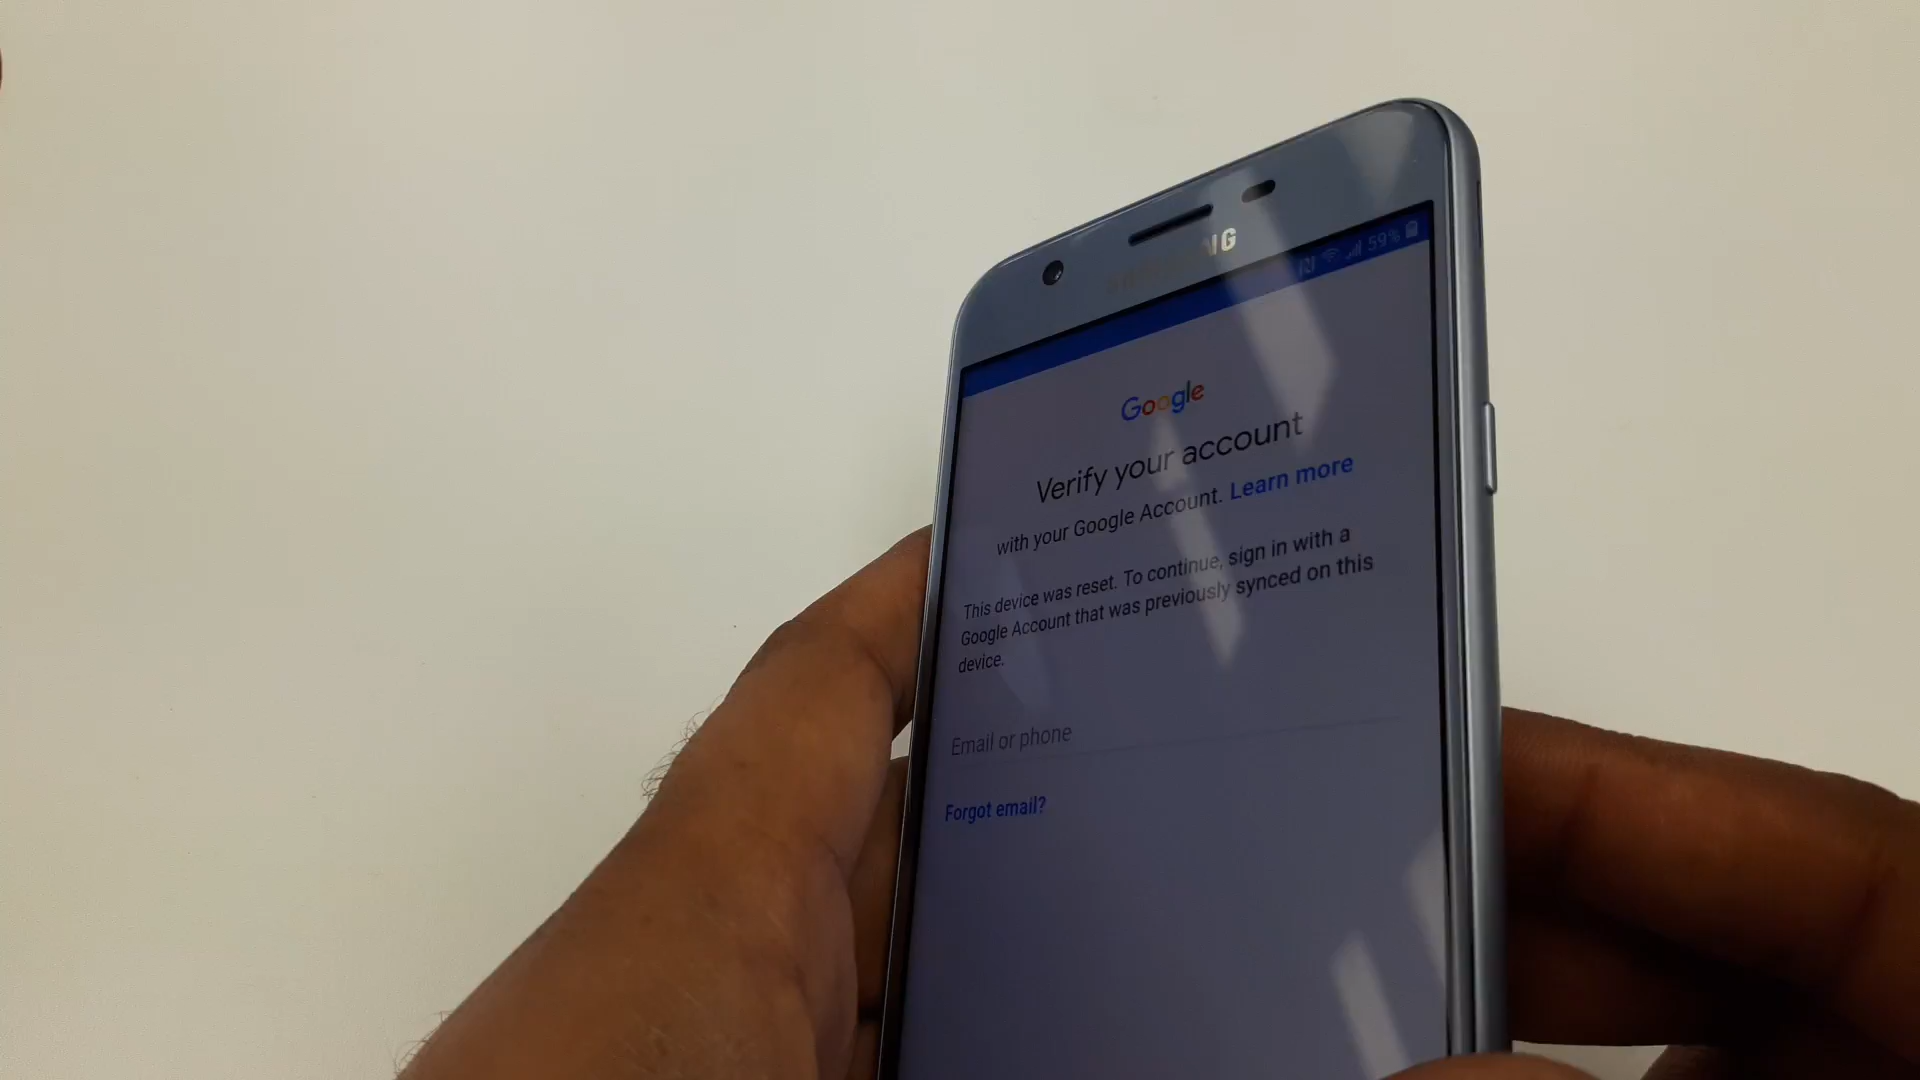 NG
59%
Google
Verify your account
with your Google Account. Learn more
This device was reset. To continue, sign in with a
Google Account that was previously synced on this
device.
Email or phone
Forgot email?